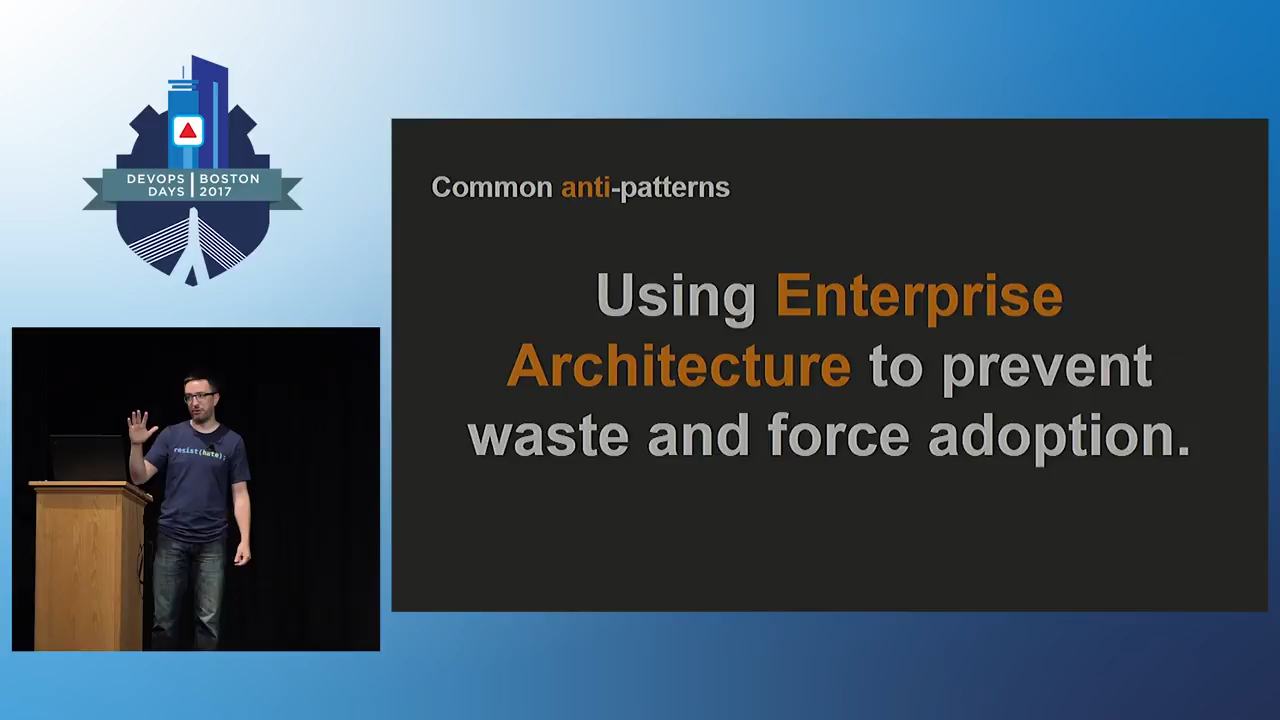 DEVOPS BOSTON
DAYS 2017
Common anti-patterns
Using Enterprise
Architecture to prevent
waste and force adoption.
resist(hate);